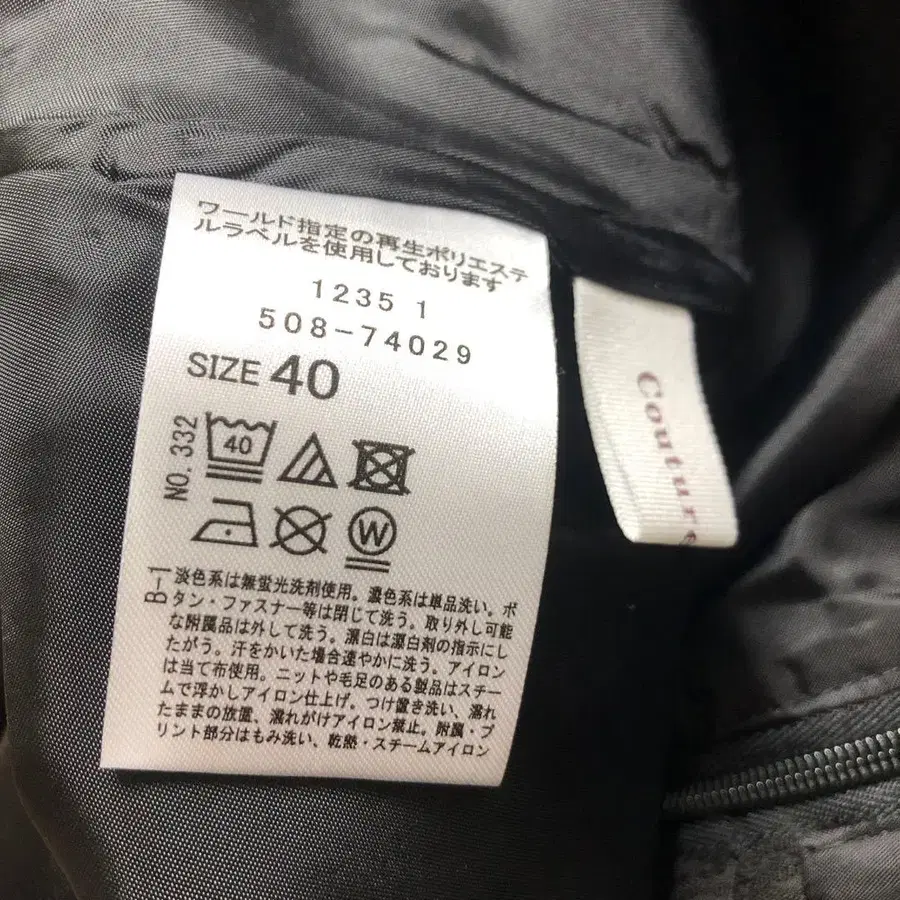 ワールド指定の再生ポリエステ
ルラベルを使用しております
1235 1
508-74029
SIZE 40
NO. 332
40
W
B-1
淡色系は無蛍光洗剤使用。濃色系は単品洗い。ボ
タン・ファスナー等は閉じて洗う。取り外し可能
な附属品は外して洗う。漂白は漂白剤の指示にし
たがう。汗をかいた場合速やかに洗う。アイロン
は当て布使用。ニットや毛足のある製品はスチー
ムで浮かしアイロン仕上げ。つけ置き洗い、濡れ
たままの放置、濡れがけアイロン禁止。附属・プ
リント部分はもみ洗い、乾熱・スチームアイロン
Couture